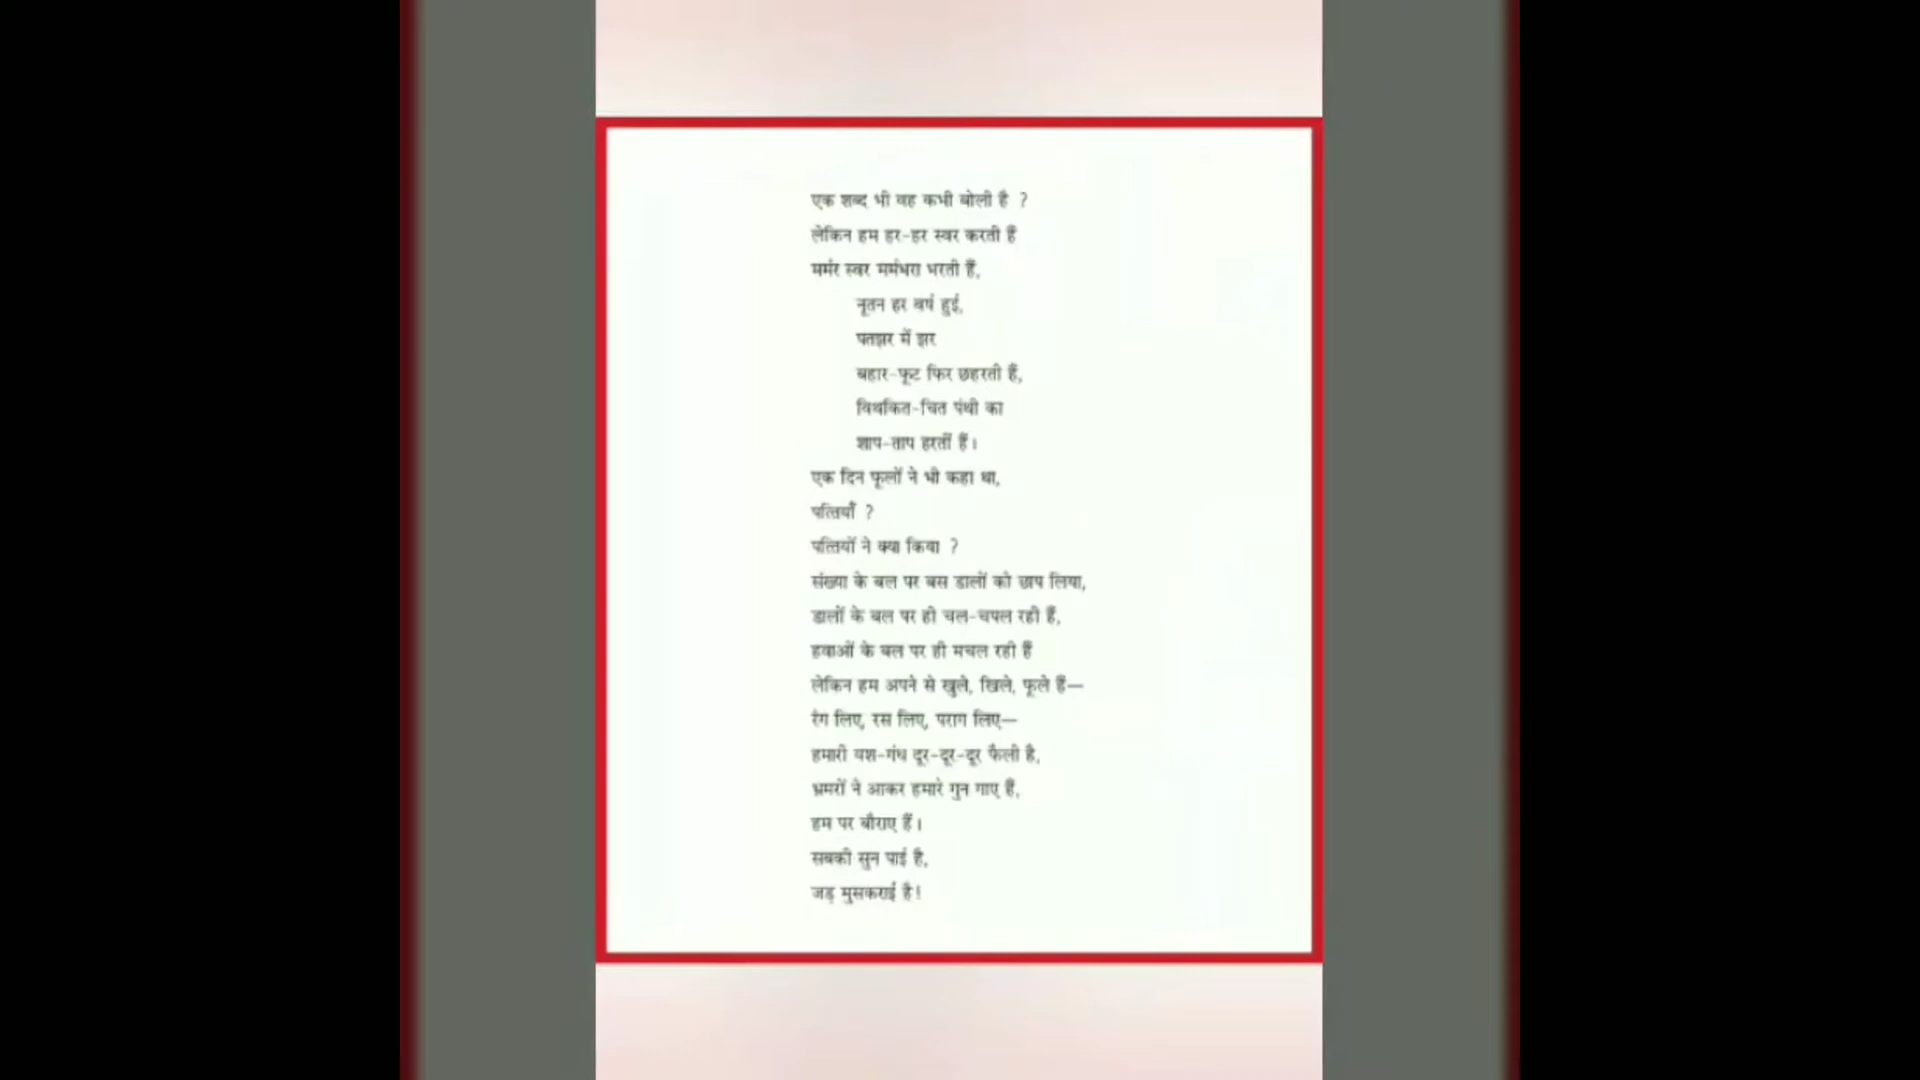 एक शब्द भी वह कभी बोली है ?
लेकिन हम हर-हर स्वर करती हैं
मर्मर स्वर मर्मभरा भरती हैं,
नूतन हर वर्ष हुई,
पतझर में झर
बहार-फूट फिर छहरती हैं,
विथकित-चित पंथी का
शाप-ताप हरतीं हैं।
एक दिन फूलों ने भी कहा था,
पत्तियाँ ?
पत्तियों ने क्या किया ?
संख्या के बल पर बस डालों को छाप लिया,
डालों के बल पर ही चल-चपल रही हैं,
हवाओं के बल पर ही मचल रही हैं
लेकिन हम अपने से खुले, खिले, फूले हैं—
रंग लिए, रस लिए, पराग लिए—
हमारी यश-गंध दूर-दूर-दूर फैली है,
भ्रमरों ने आकर हमारे गुन गाए हैं,
हम पर बौराए हैं।
सबकी सुन पाई है,
जड़ मुसकराई है!